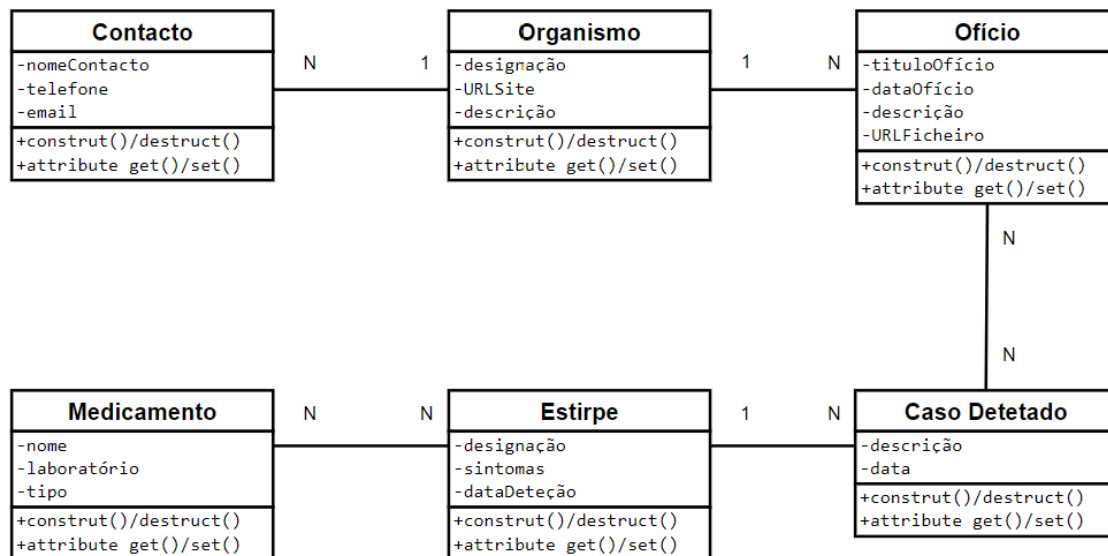 Contacto
-nomeContacto
-telefone
-email
+construt()/destruct()
+attribute get()/set()
N
1
Organismo
-designação
-URLSite
-descrição
+construt()/destruct()
+attribute get()/set()
1
N
Ofício
-tituloOfício
-dataOfício
-descrição
-URLFicheiro
+construt()/destruct()
+attribute get()/set()
N
N
Medicamento
-nome
-laboratório
-tipo
+construt()/destruct()
+attribute get()/set()
N
N
Estirpe
-designação
-sintomas
-dataDeteção
+construt()/destruct()
+attribute get()/set()
1
N
Caso Detetado
-descrição
-data
+construt()/destruct()
+attribute get()/set()